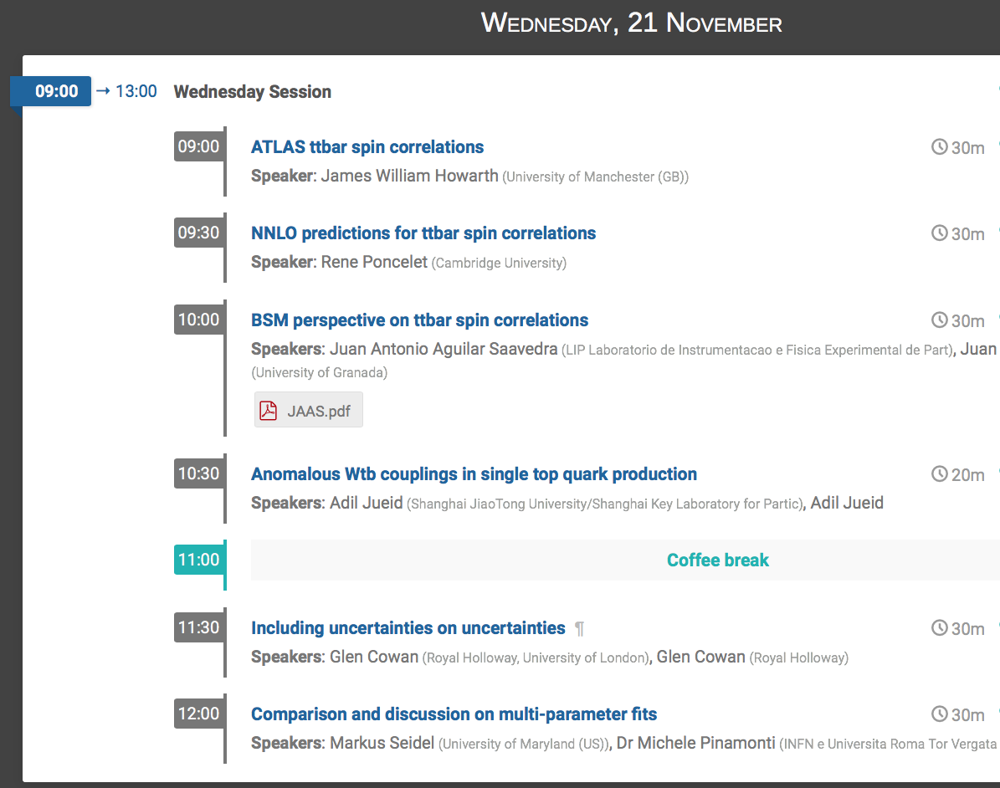 WEDNESDAY, 21 NOVEMBER
09:00 → 13:00 Wednesday Session
09:00 ATLAS ttbar spin correlations 30m
Speaker: James William Howarth (University of Manchester (GB))
09:30 NNLO predictions for ttbar spin correlations 30m
Speaker: Rene Poncelet (Cambridge University)
10:00 BSM perspective on ttbar spin correlations 30m
Speakers: Juan Antonio Aguilar Saavedra (LIP Laboratorio de Instrumentacao e Fisica Experimental de Part), Juan
(University of Granada)
JAAS.pdf
10:30 Anomalous Wtb couplings in single top quark production 20m
Speakers: Adil Jueid (Shanghai JiaoTong University/Shanghai Key Laboratory for Partic), Adil Jueid
11:00 Coffee break
11:30 Including uncertainties on uncertainties ¶ 30m
Speakers: Glen Cowan (Royal Holloway, University of London), Glen Cowan (Royal Holloway)
12:00 Comparison and discussion on multi-parameter fits 30m
Speakers: Markus Seidel (University of Maryland (US)), Dr Michele Pinamonti (INFN e Universita Roma Tor Vergata